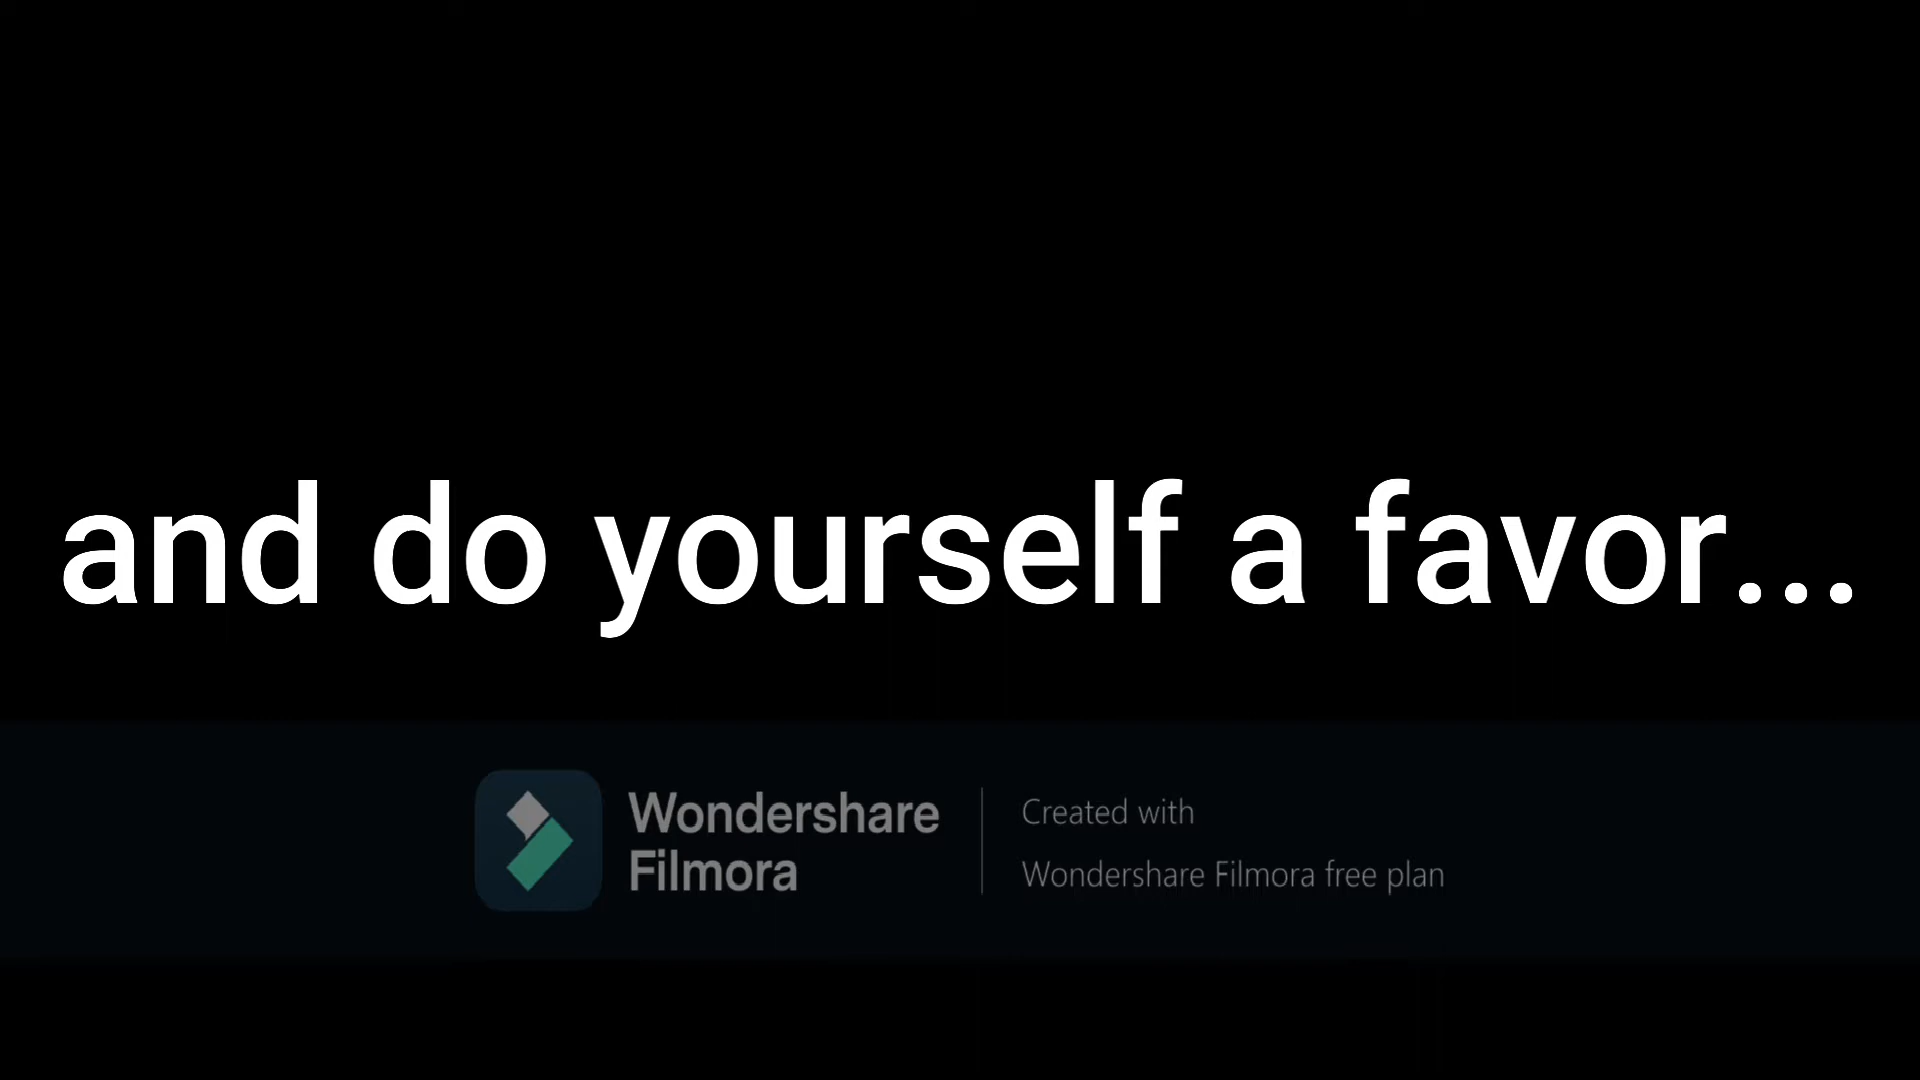 and do yourself a favor...
Wondershare
Filmora
Created with
Wondershare Filmora free plan